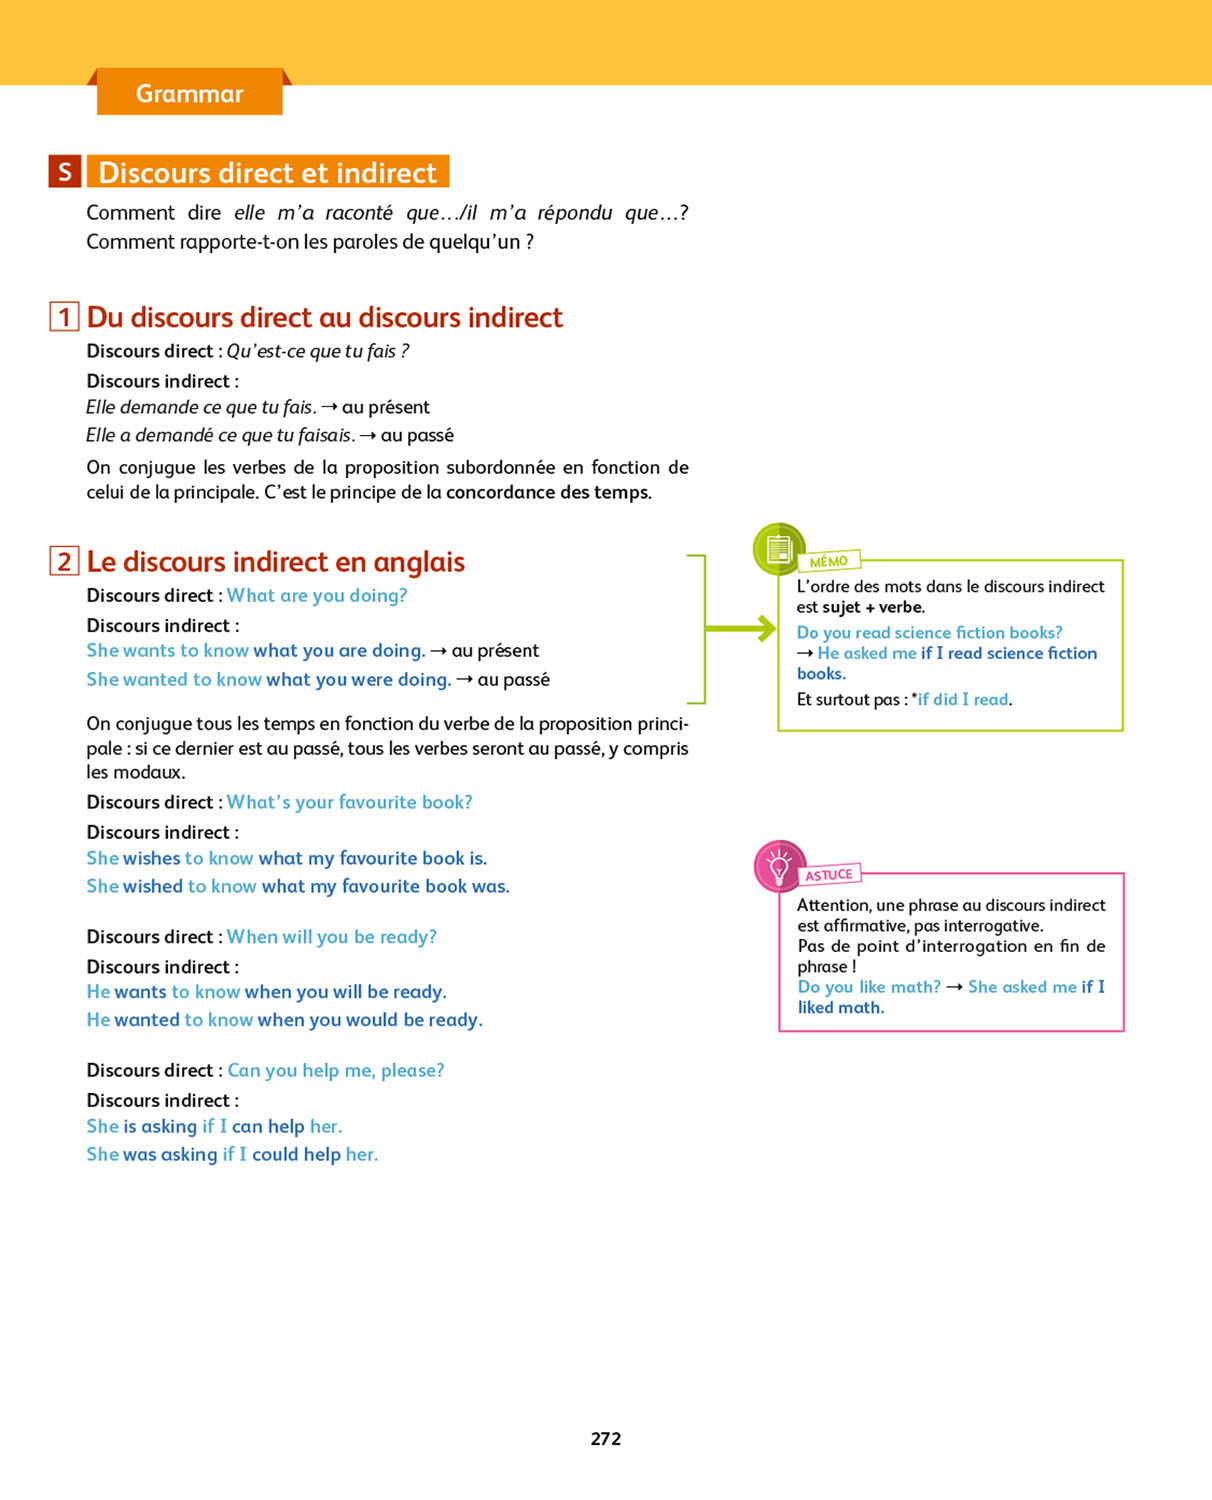 Grammar
S Discours direct et indirect
Comment dire elle m’a raconté que…/il m’a répondu que…?
Comment rapporte-t-on les paroles de quelqu’un ?
1 Du discours direct au discours indirect
Discours direct : Qu’est-ce que tu fais ?
Discours indirect :
Elle demande ce que tu fais. → au présent
Elle a demandé ce que tu faisais. → au passé
On conjugue les verbes de la proposition subordonnée en fonction de
celui de la principale. C’est le principe de la concordance des temps.
2 Le discours indirect en anglais
Discours direct : What are you doing?
Discours indirect :
She wants to know what you are doing. → au présent
She wanted to know what you were doing. → au passé
On conjugue tous les temps en fonction du verbe de la proposition princi-
pale : si ce dernier est au passé, tous les verbes seront au passé, y compris
les modaux.
Discours direct : What’s your favourite book?
Discours indirect :
She wishes to know what my favourite book is.
She wished to know what my favourite book was.
Discours direct : When will you be ready?
Discours indirect :
He wants to know when you will be ready.
He wanted to know when you would be ready.
Discours direct : Can you help me, please?
Discours indirect :
She is asking if I can help her.
She was asking if I could help her.
MÉMO
L’ordre des mots dans le discours indirect
est sujet + verbe.
Do you read science fiction books?
→ He asked me if I read science fiction
books.
Et surtout pas : *if did I read.
ASTUCE
Attention, une phrase au discours indirect
est affirmative, pas interrogative.
Pas de point d’interrogation en fin de
phrase !
Do you like math? → She asked me if I
liked math.
272